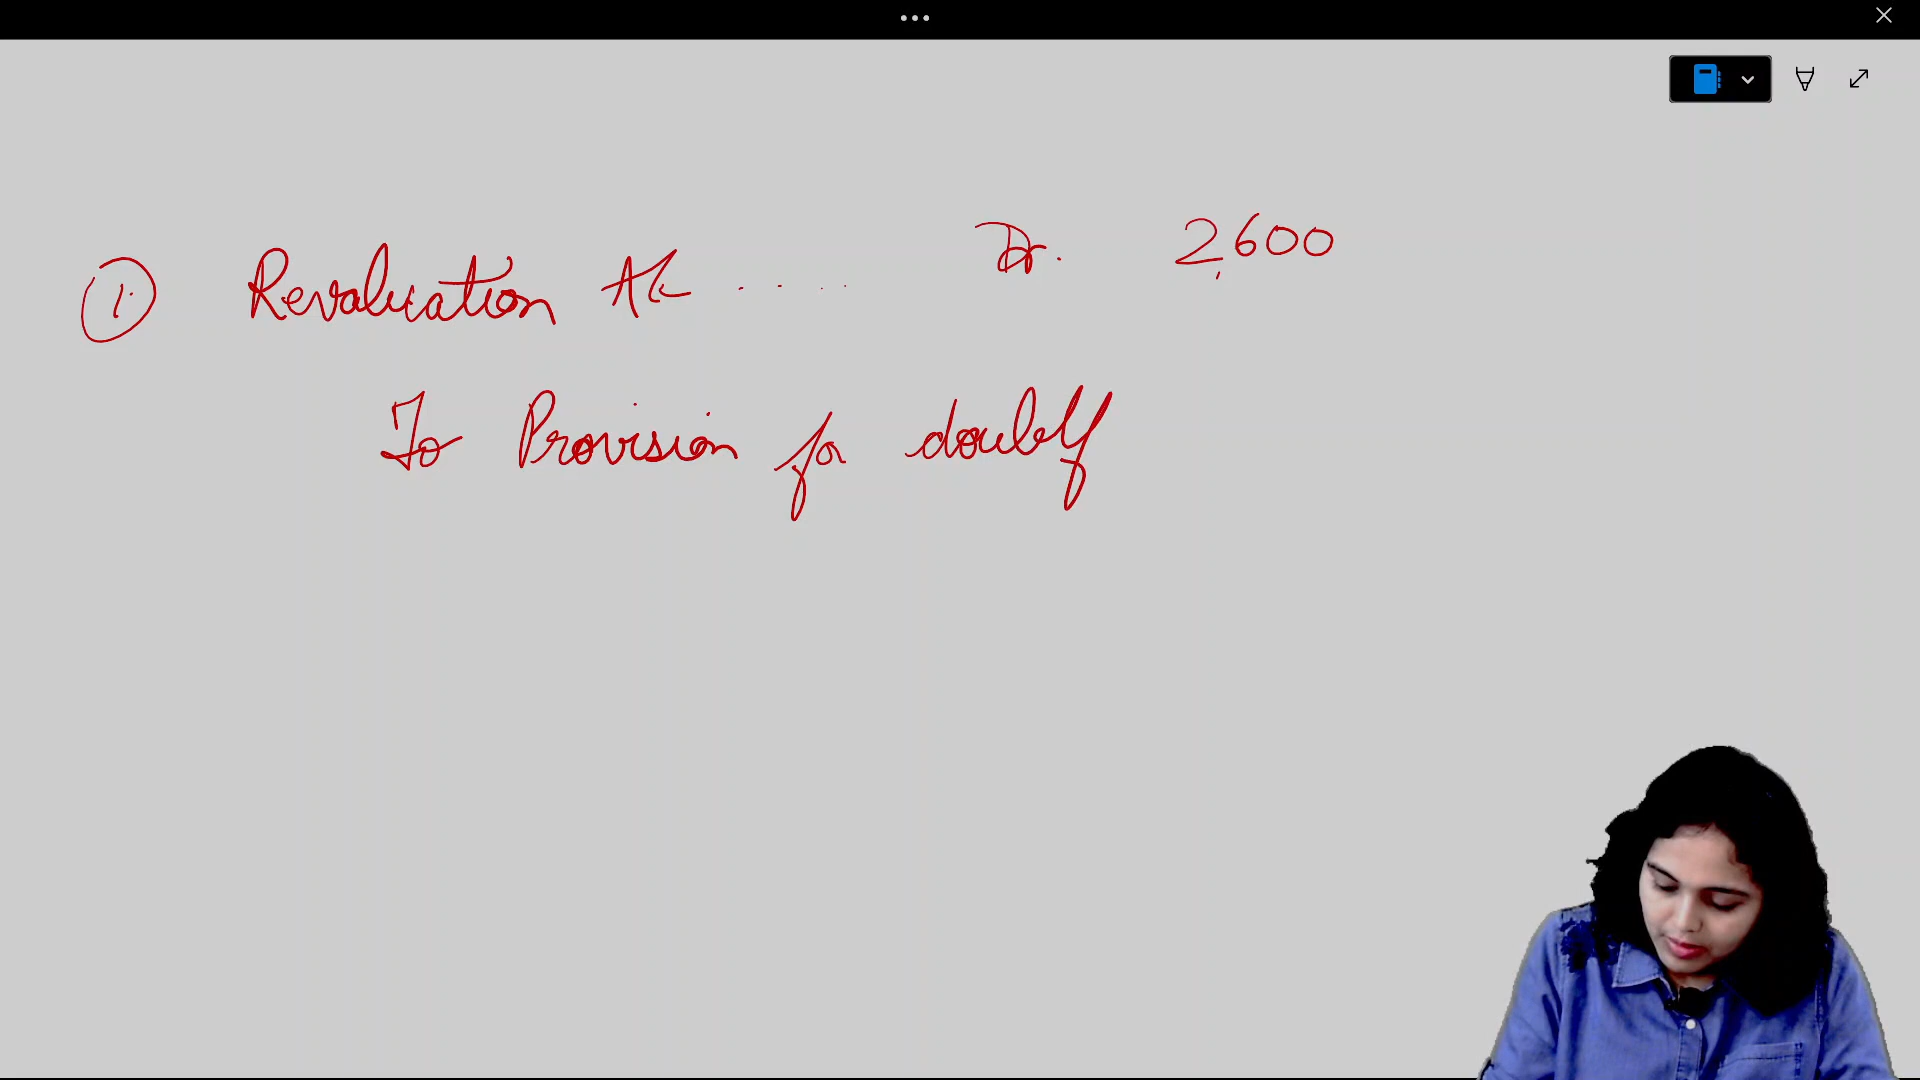 1. Revaluation A/c ..... Dr. 2,600
To Provision for doubtf